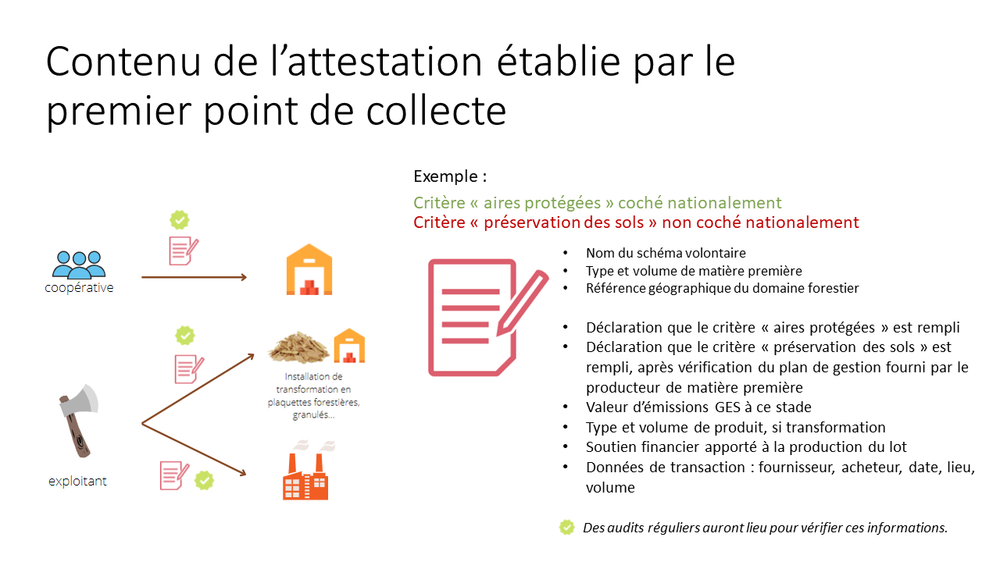 Contenu de l’attestation établie par le
premier point de collecte
coopérative
exploitant
Installation de
transformation en
plaquettes forestières,
granulés...
Exemple :
Critère « aires protégées » coché nationalement
Critère « préservation des sols » non coché nationalement
• Nom du schéma volontaire
• Type et volume de matière première
• Référence géographique du domaine forestier
• Déclaration que le critère « aires protégées » est rempli
• Déclaration que le critère « préservation des sols » est
rempli, après vérification du plan de gestion fourni par le
producteur de matière première
• Valeur d’émissions GES à ce stade
• Type et volume de produit, si transformation
• Soutien financier apporté à la production du lot
• Données de transaction : fournisseur, acheteur, date, lieu,
volume
Des audits réguliers auront lieu pour vérifier ces informations.